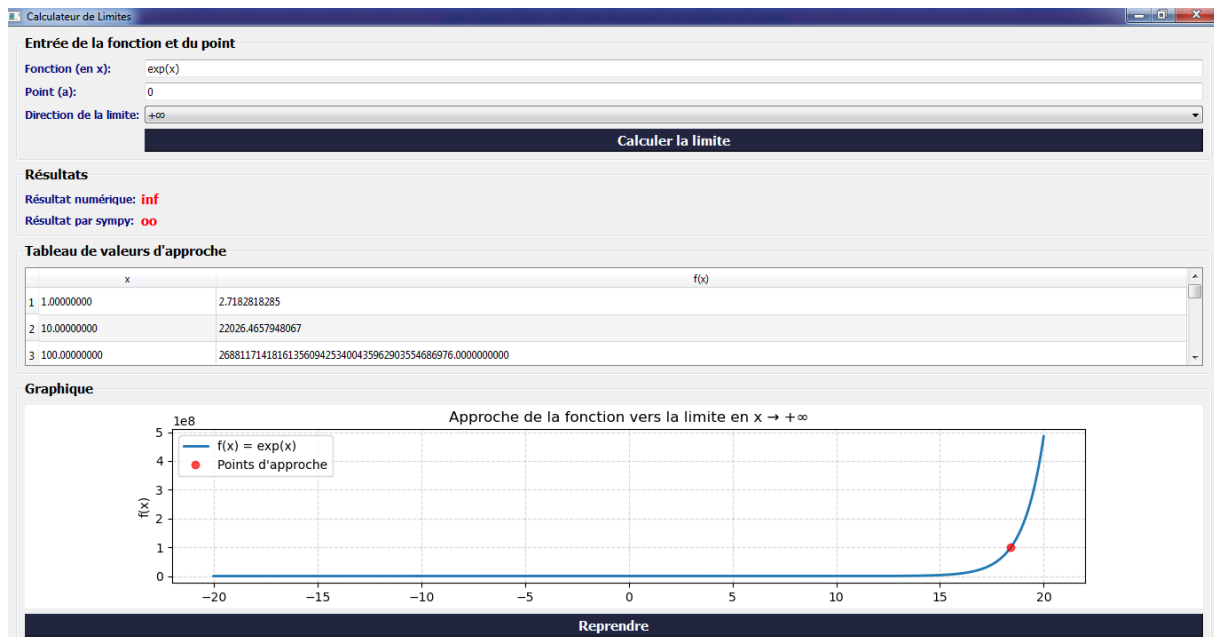 Calculateur de Limites
Entrée de la fonction et du point
Fonction (en x): exp(x)
Point (a): 0
Direction de la limite: +∞
Calculer la limite
Résultats
Résultat numérique: inf
Résultat par sympy: oo
Tableau de valeurs d'approche
x f(x)
1 1.00000000 2.7182818285
2 10.00000000 22026.4657948067
3 100.00000000 26881171418161356094253400435962903554686976.0000000000
Graphique
Approche de la fonction vers la limite en x → +∞
1e8
5
f(x) = exp(x)
4
Points d'approche
3
f(x)
2
1
0
−20 −15 −10 −5 0 5 10 15 20
Reprendre